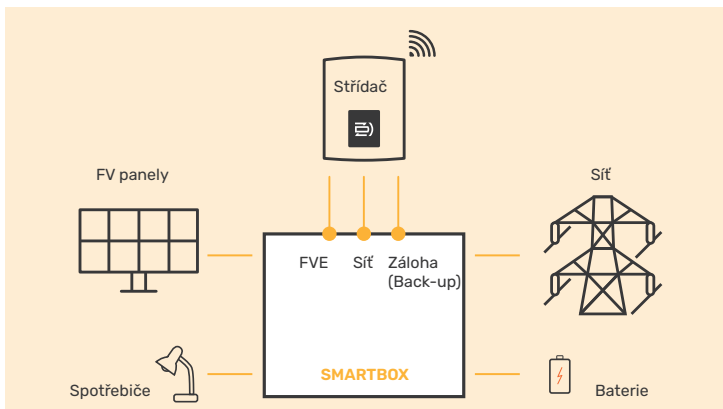 Střídač
FV panely
Síť
FVE
Síť
Záloha
(Back-up)
SMARTBOX
Spotřebiče
Baterie